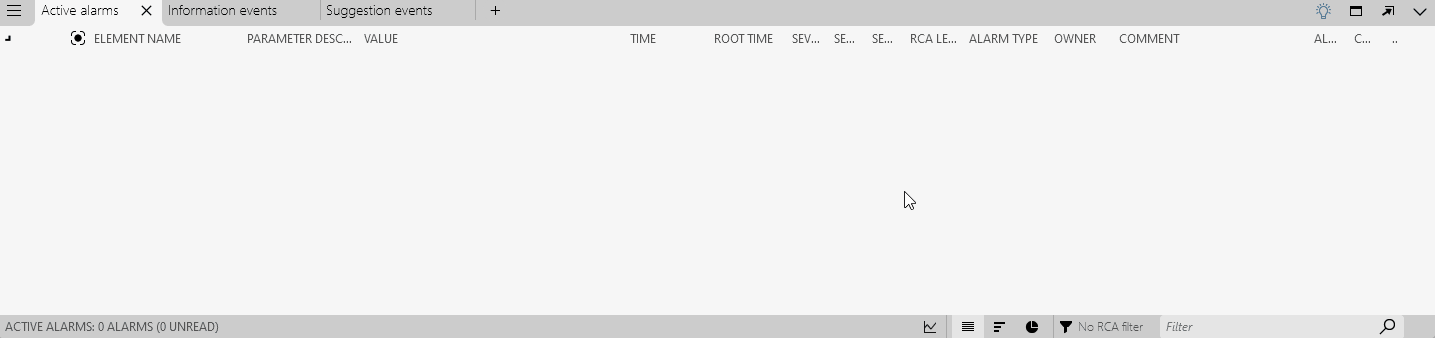 Active alarms Information events Suggestion events
ELEMENT NAME PARAMETER DESC... VALUE TIME ROOT TIME SEV... SE... SE... RCA LE... ALARM TYPE OWNER COMMENT AL... C... ..
ACTIVE ALARMS: 0 ALARMS (0 UNREAD) No RCA filter Filter